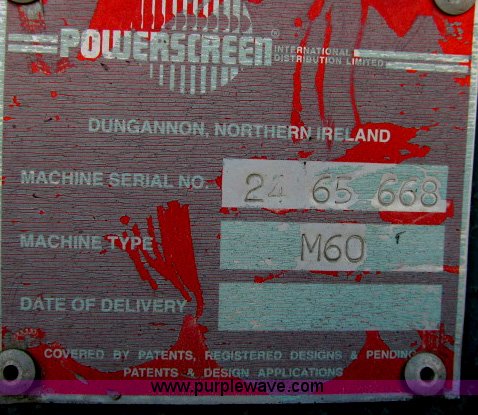 POWERSCREEN®
INTERNATIONAL
DISTRIBUTION LIMITED
DUNGANNON, NORTHERN IRELAND
MACHINE SERIAL NO. 24 65 668
MACHINE TYPE M60
DATE OF DELIVERY
COVERED BY PATENTS, REGISTERED DESIGNS & PENDING
PATENTS & DESIGN APPLICATIONS
www.purplewave.com